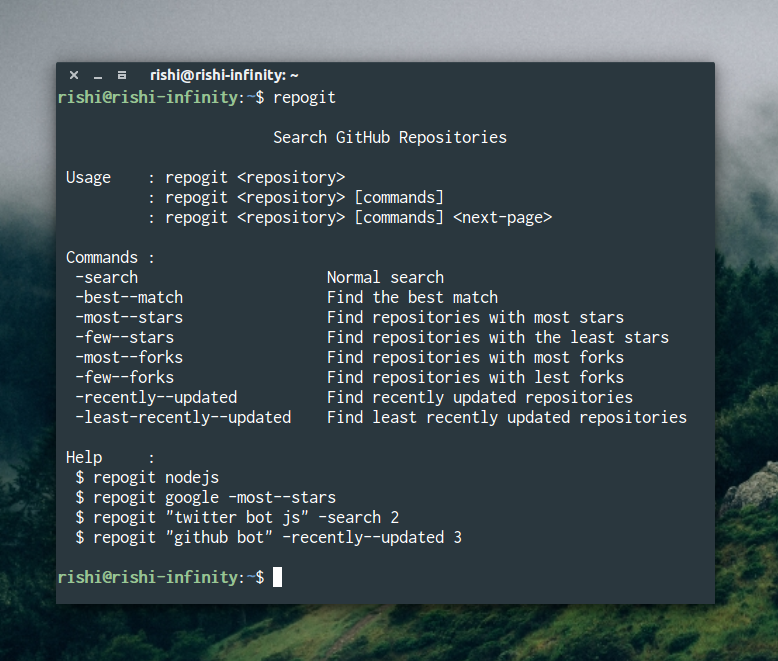 rishi@rishi-infinity: ~
rishi@rishi-infinity:~$ repogit
Search GitHub Repositories
Usage    : repogit <repository>
         : repogit <repository> [commands]
         : repogit <repository> [commands] <next-page>
Commands :
-search                     Normal search
-best--match                Find the best match
-most--stars                Find repositories with most stars
-few--stars                 Find repositories with the least stars
-most--forks                Find repositories with most forks
-few--forks                 Find repositories with lest forks
-recently--updated          Find recently updated repositories
-least-recently--updated    Find least recently updated repositories
Help     :
$ repogit nodejs
$ repogit google -most--stars
$ repogit "twitter bot js" -search 2
$ repogit "github bot" -recently--updated 3
rishi@rishi-infinity:~$